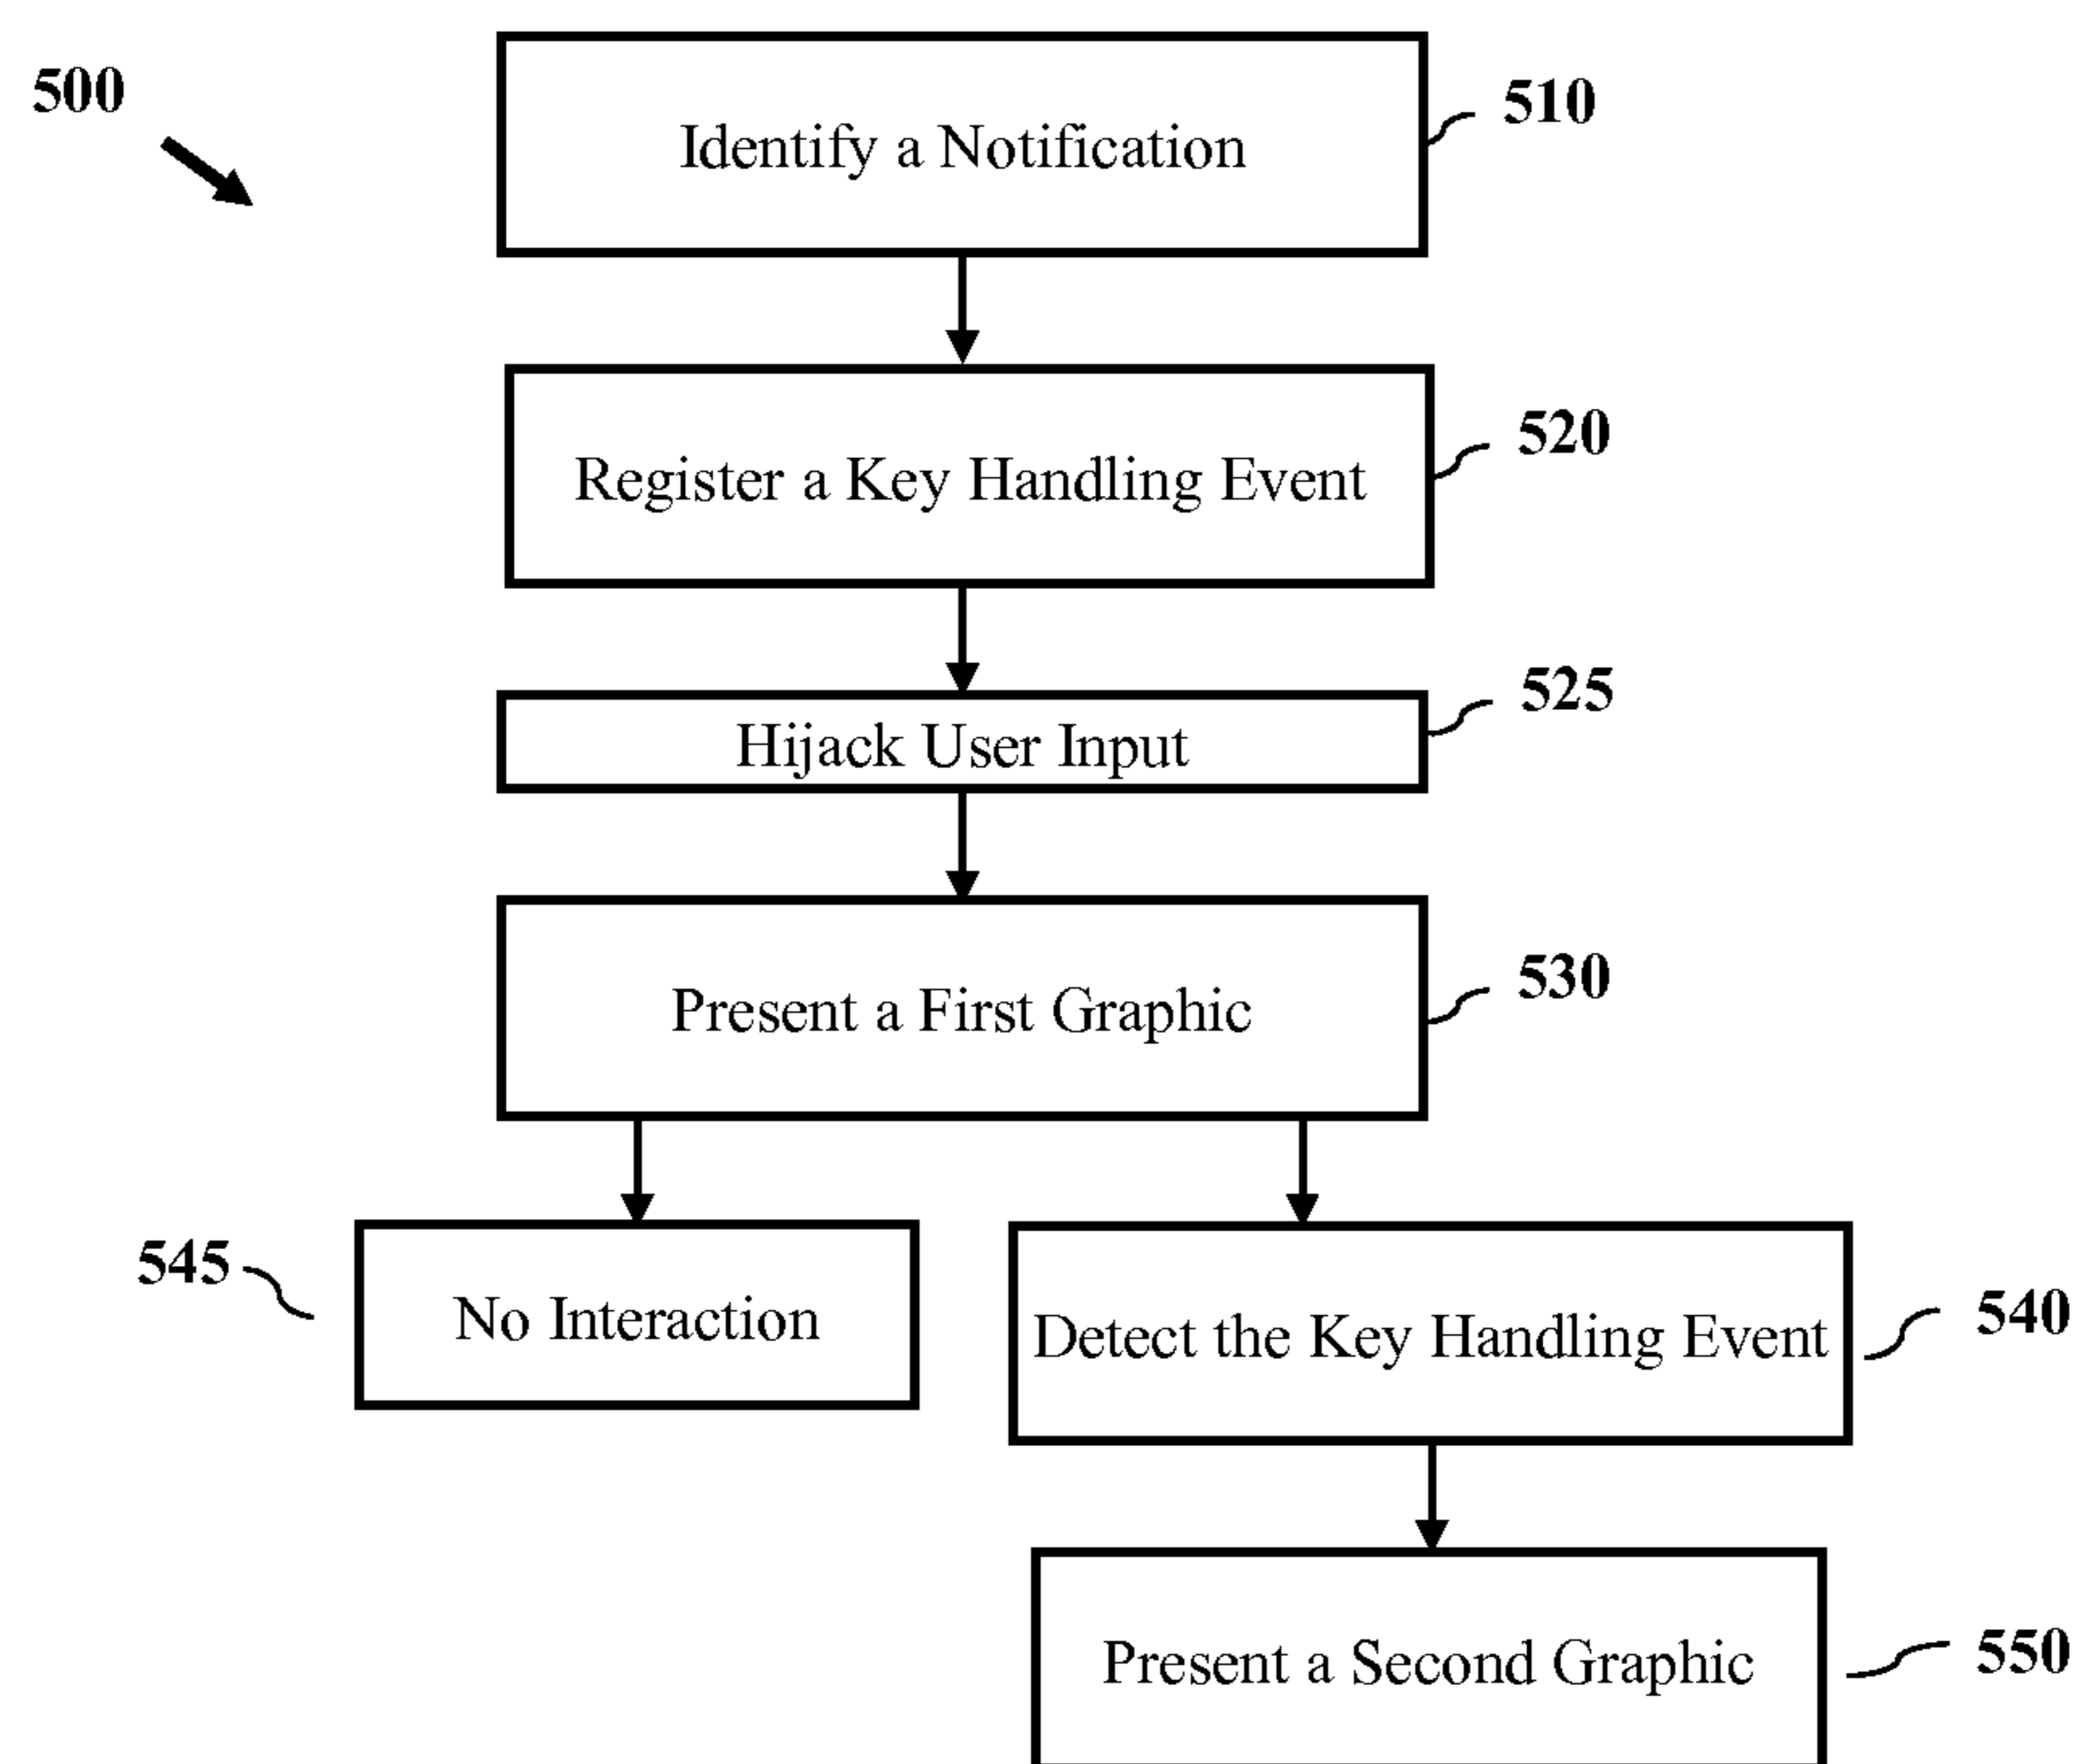 500
Identify a Notification
510
Register a Key Handling Event
520
Hijack User Input
525
Present a First Graphic
530
545
No Interaction
Detect the Key Handling Event
540
Present a Second Graphic
550